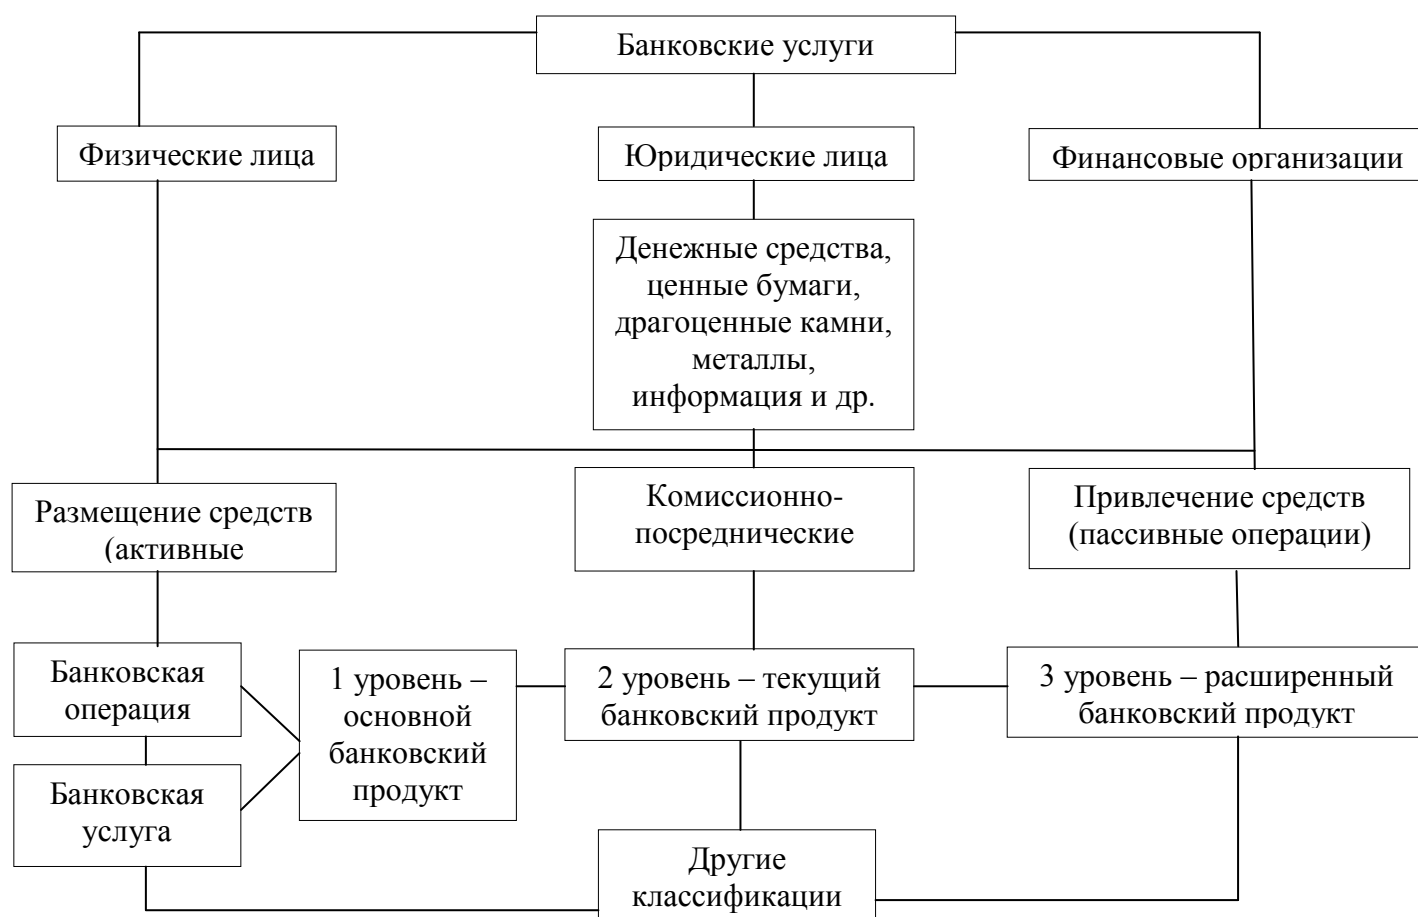 Банковские услуги
Физические лица
Юридические лица
Финансовые организации
Денежные средства,
ценные бумаги,
драгоценные камни,
металлы,
информация и др.
Размещение средств
(активные
Комиссионно-
посреднические
Привлечение средств
(пассивные операции)
Банковская
операция
1 уровень –
основной
банковский
продукт
2 уровень – текущий
банковский продукт
3 уровень – расширенный
банковский продукт
Банковская
услуга
Другие
классификации